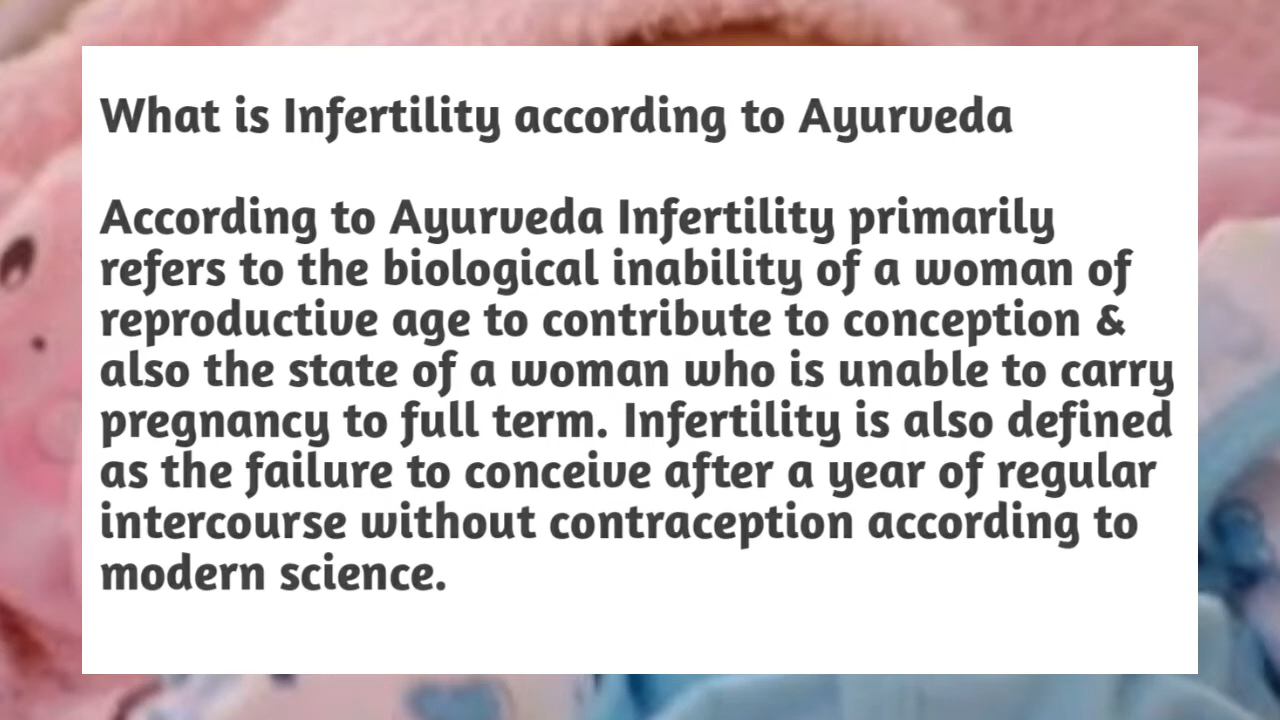 What is Infertility according to Ayurveda
According to Ayurveda Infertility primarily
refers to the biological inability of a woman of
reproductive age to contribute to conception &
also the state of a woman who is unable to carry
pregnancy to full term. Infertility is also defined
as the failure to conceive after a year of regular
intercourse without contraception according to
modern science.